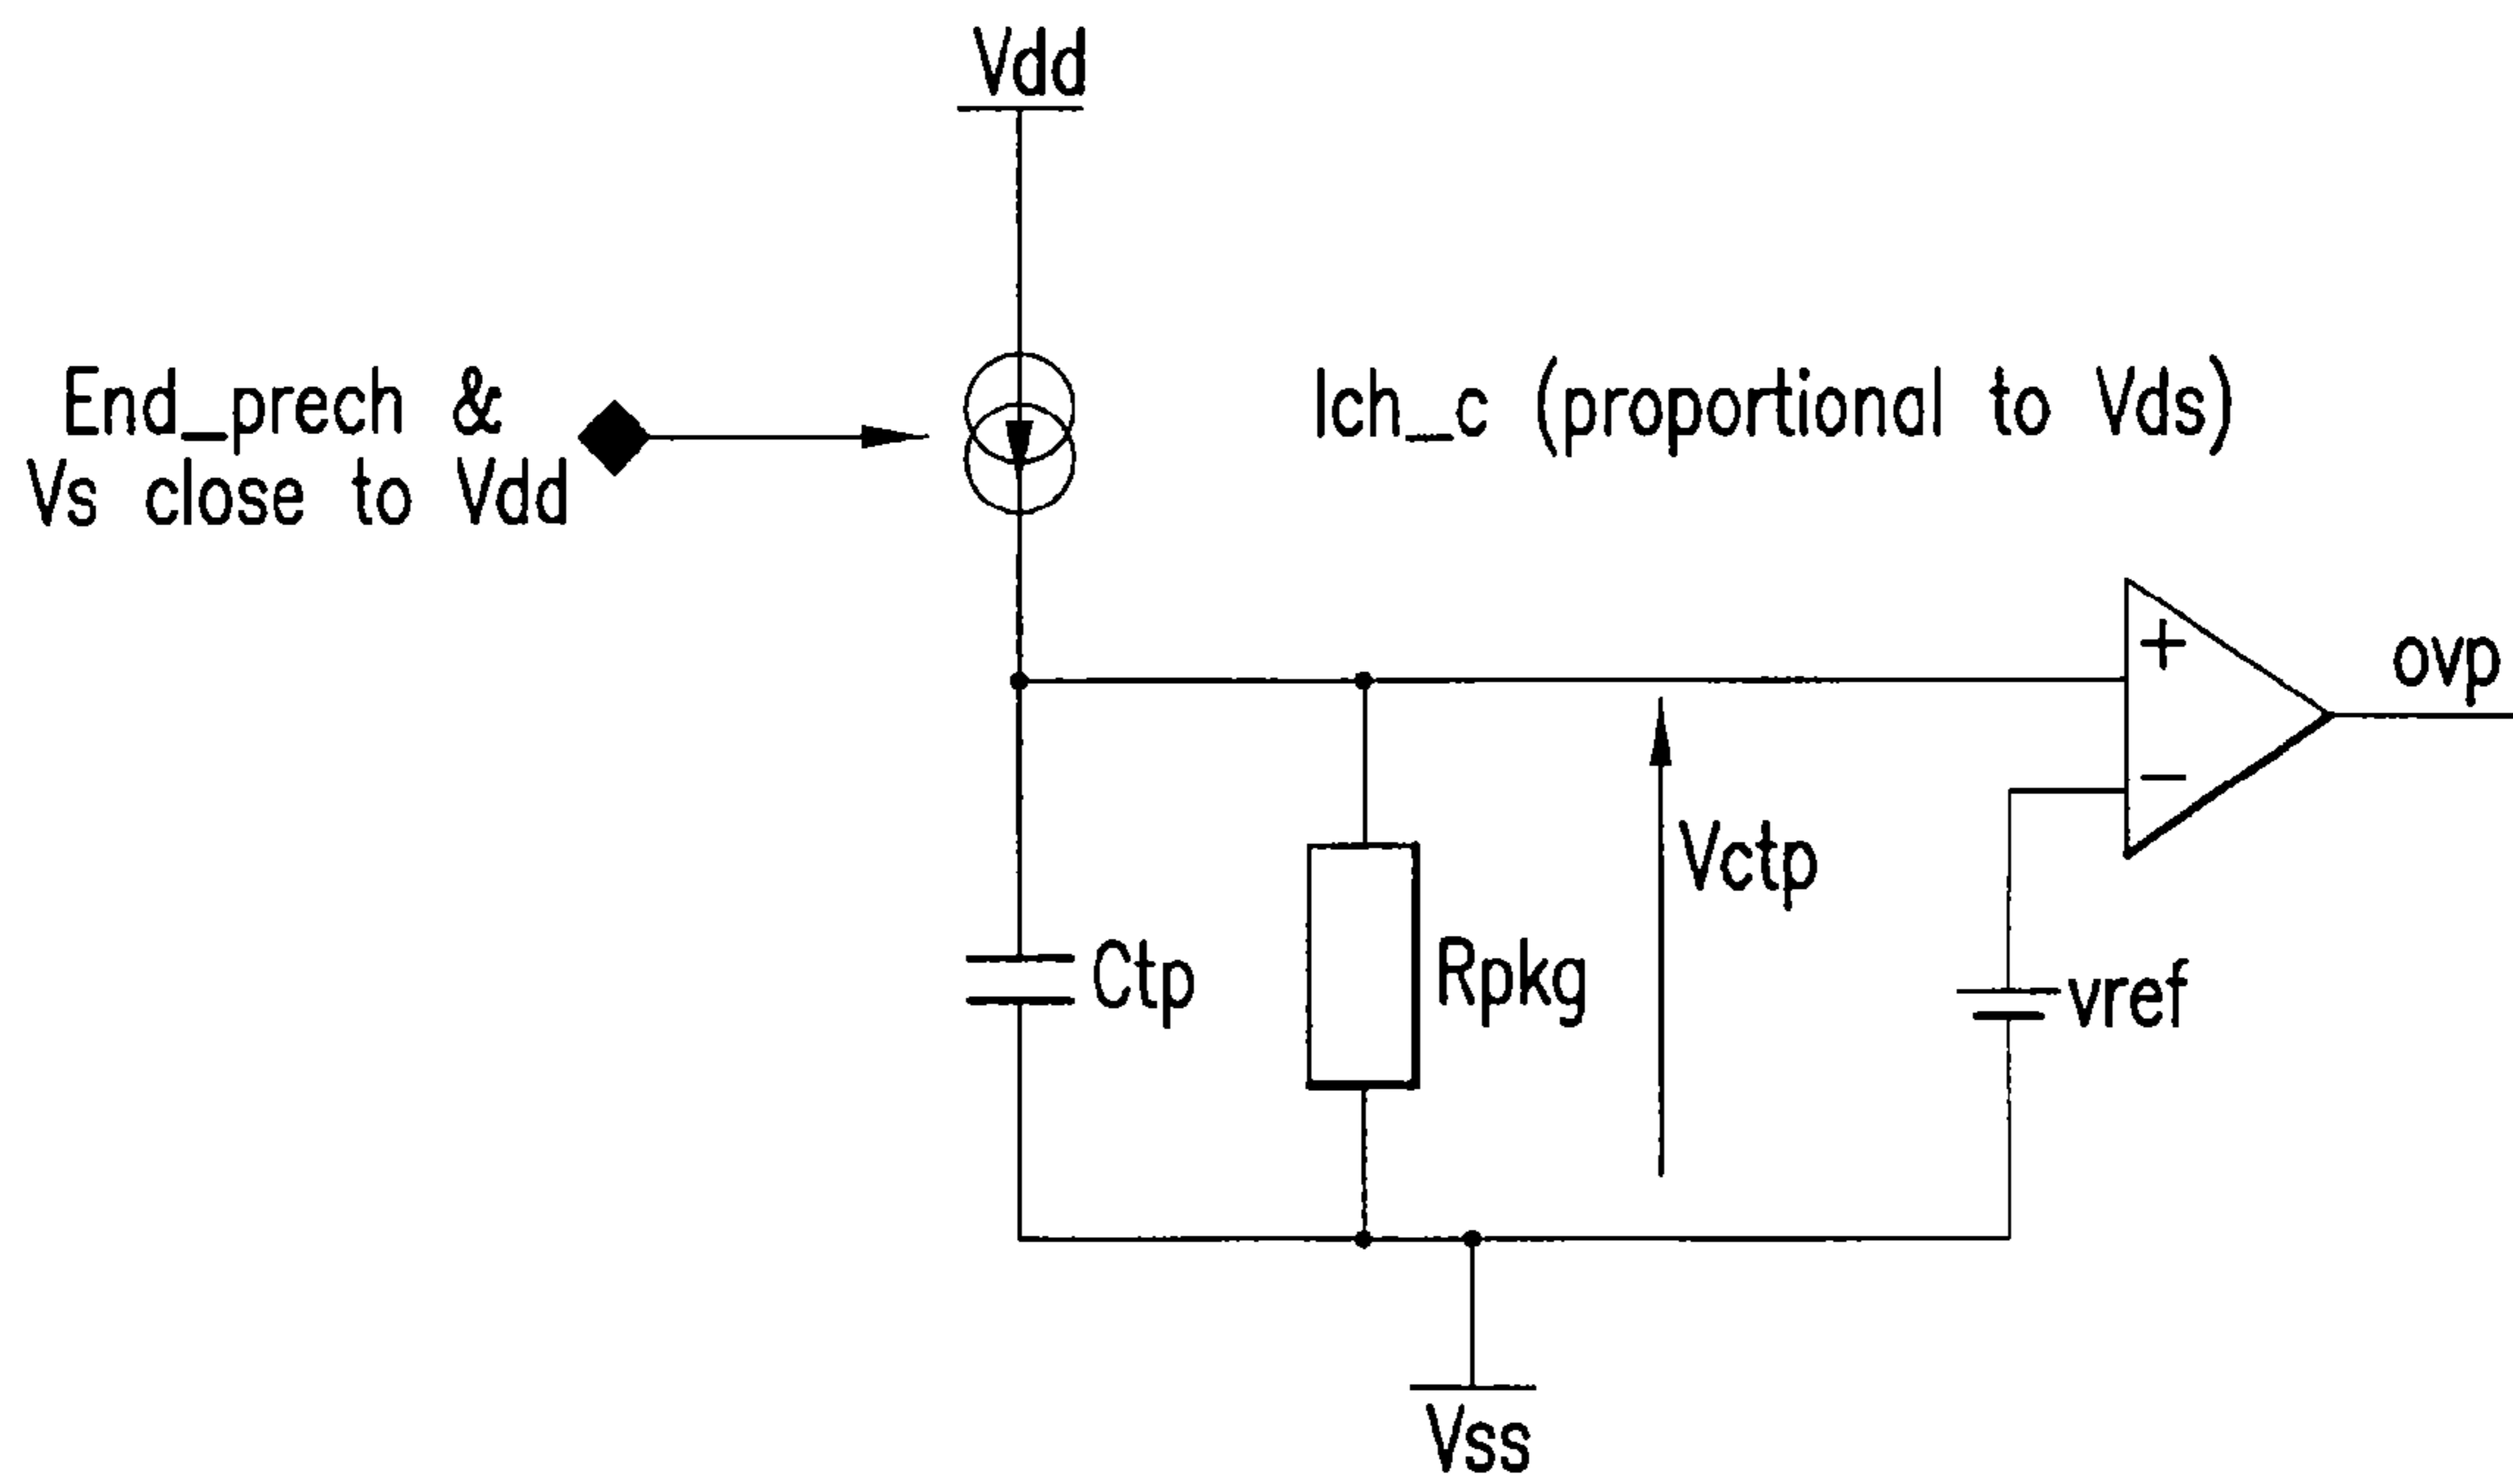 Vdd
End_prech &
Vs close to Vdd
Ich_c (proportional to Vds)
+
ovp
−
Vctp
Ctp
Rpkg
vref
Vss